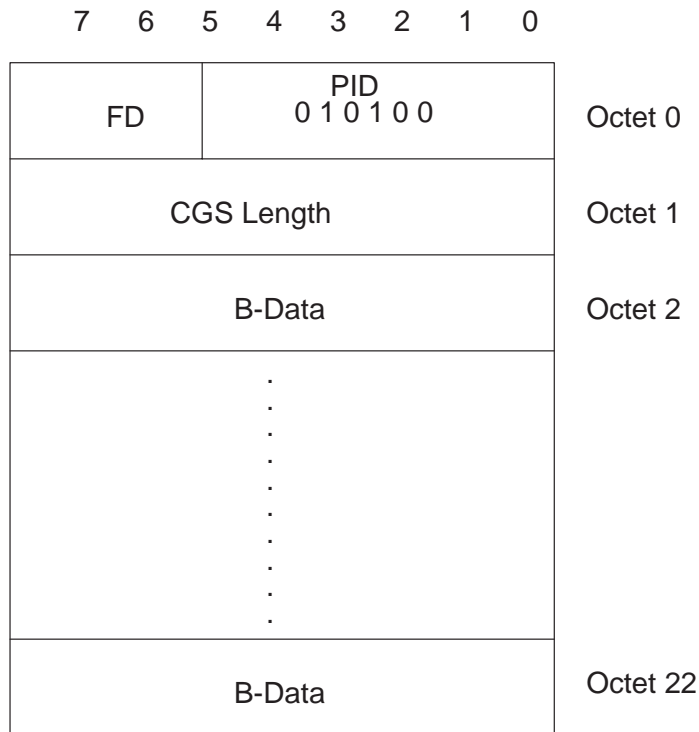 7 6 5 4 3 2 1 0
PID
FD 0 1 0 1 0 0 Octet 0
CGS Length Octet 1
B-Data Octet 2
.
.
.
.
.
.
.
.
.
.
B-Data Octet 22